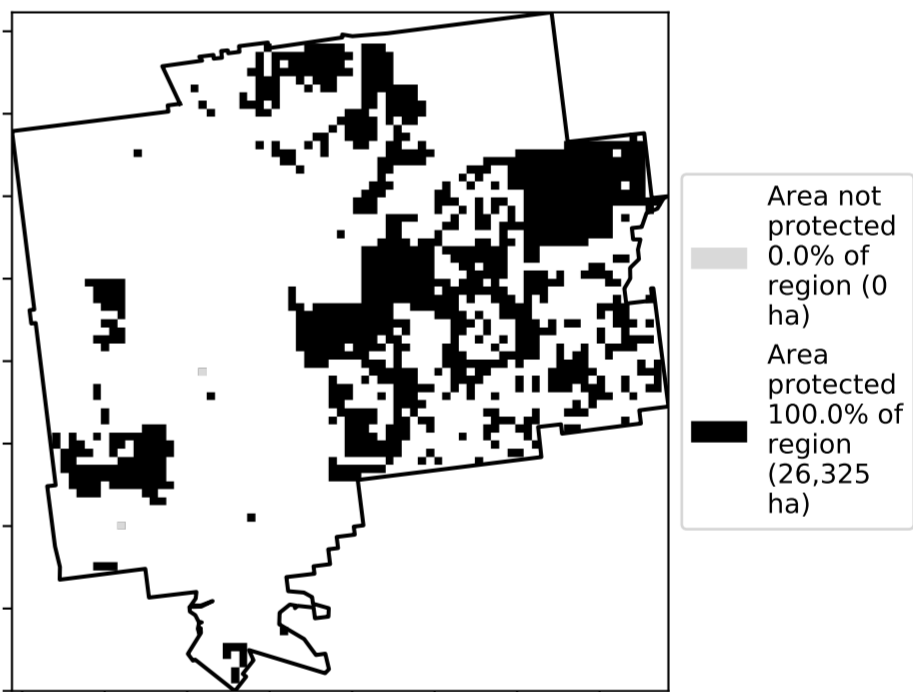 Area not
protected
0.0% of
region (0
ha)
Area
protected
100.0% of
region
(26,325
ha)